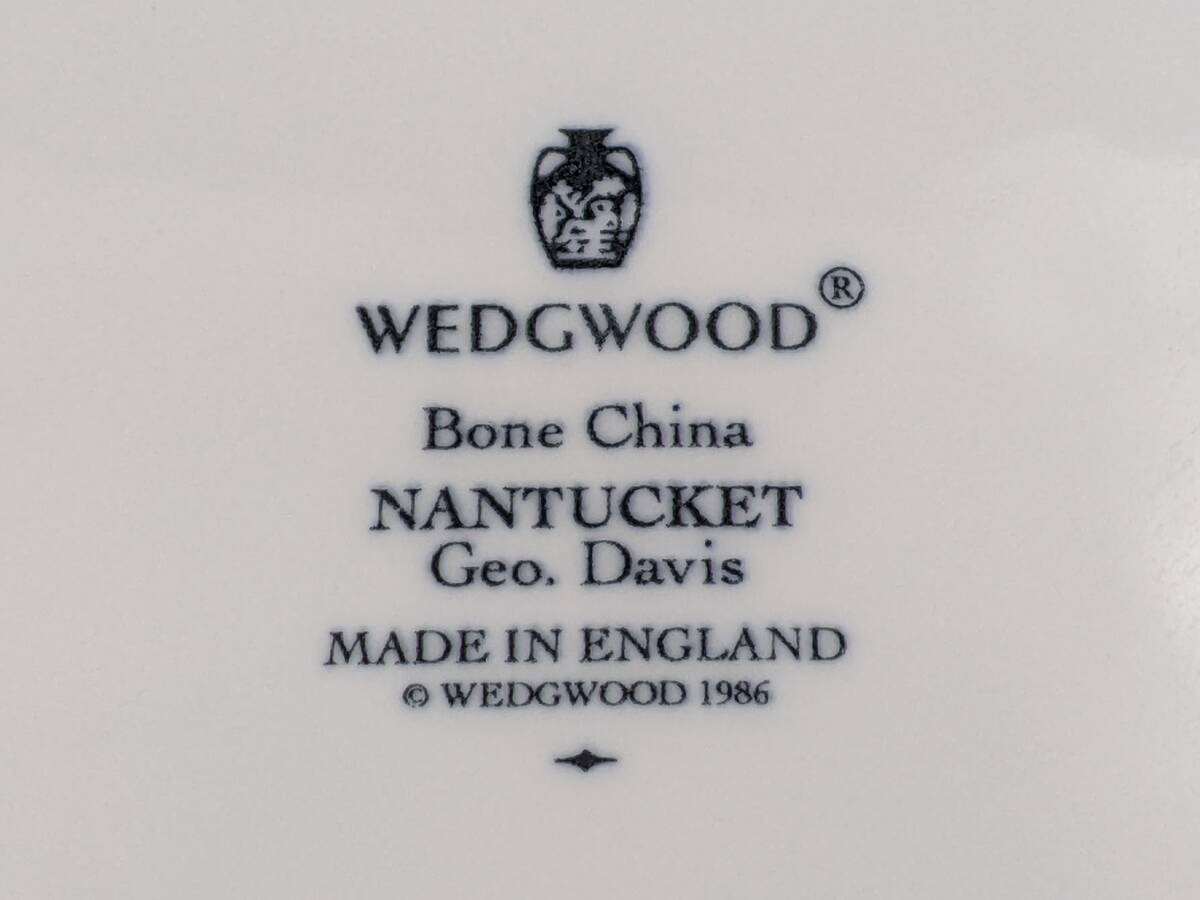 WEDGWOOD®
Bone China
NANTUCKET
Geo. Davis
MADE IN ENGLAND
© WEDGWOOD 1986